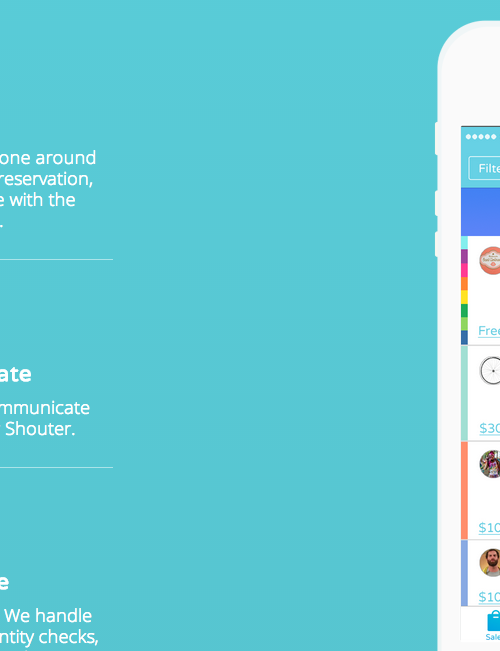 one around
reservation,
e with the
.
ate
mmunicate
Shouter.
e
We handle
ntity checks,
Filte
Free
$30
$10
$10
Sale